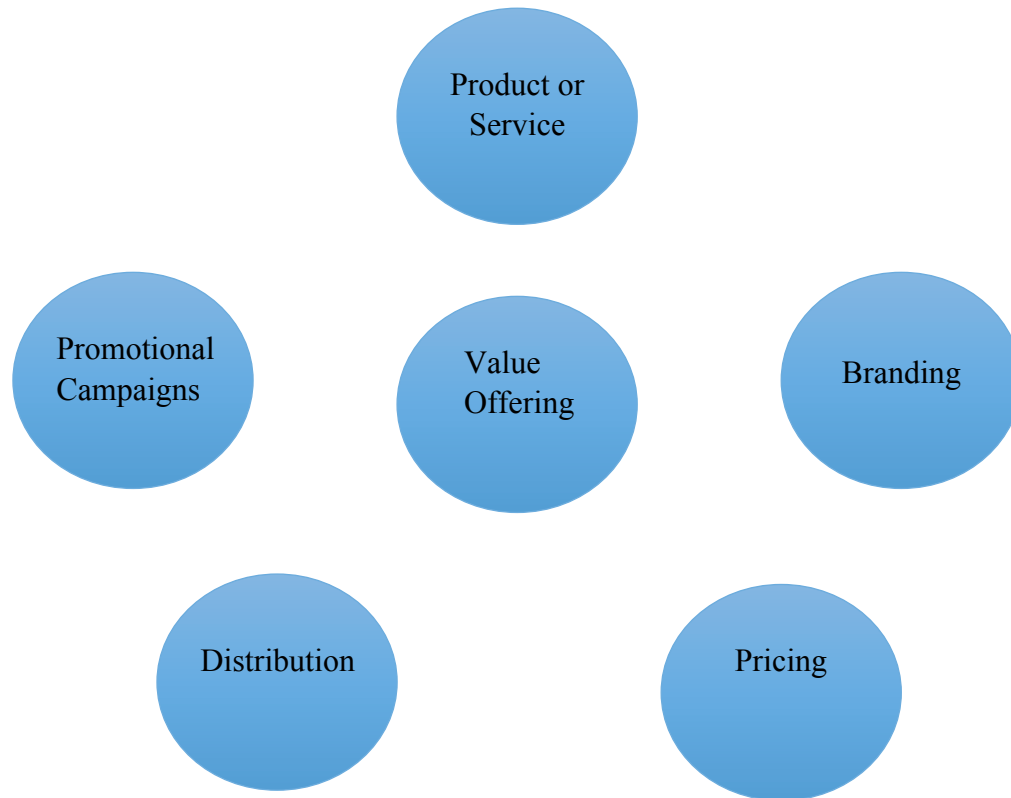 Product or
Service
Promotional
Campaigns
Value
Offering
Branding
Distribution
Pricing